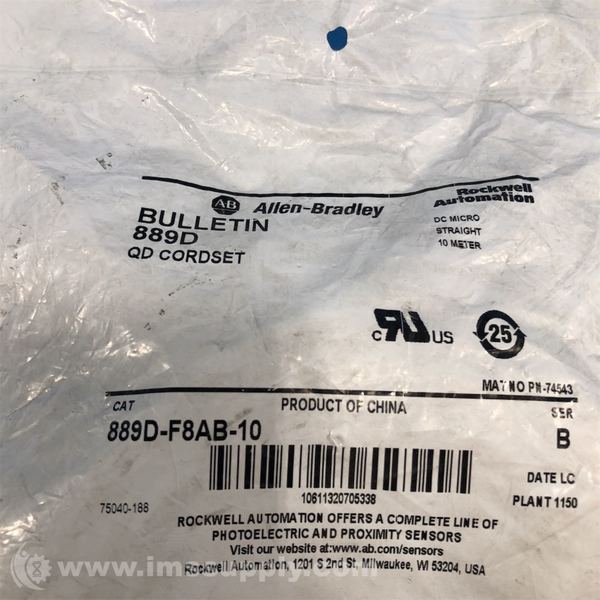 AB Allen-Bradley
Rockwell
Automation
BULLETIN
889D
QD CORDSET
DC MICRO
STRAIGHT
10 METER
c RU US
25
MAT NO PN-74543
CAT
PRODUCT OF CHINA
SER
889D-F8AB-10
B
10611320705338
DATE LC
75040-188
PLANT 1150
ROCKWELL AUTOMATION OFFERS A COMPLETE LINE OF
PHOTOELECTRIC AND PROXIMITY SENSORS
Visit our website at:www.ab.com/sensors
Rockwell Automation, 1201 S 2nd St, Milwaukee, WI 53204, USA
www.imrsupply.com